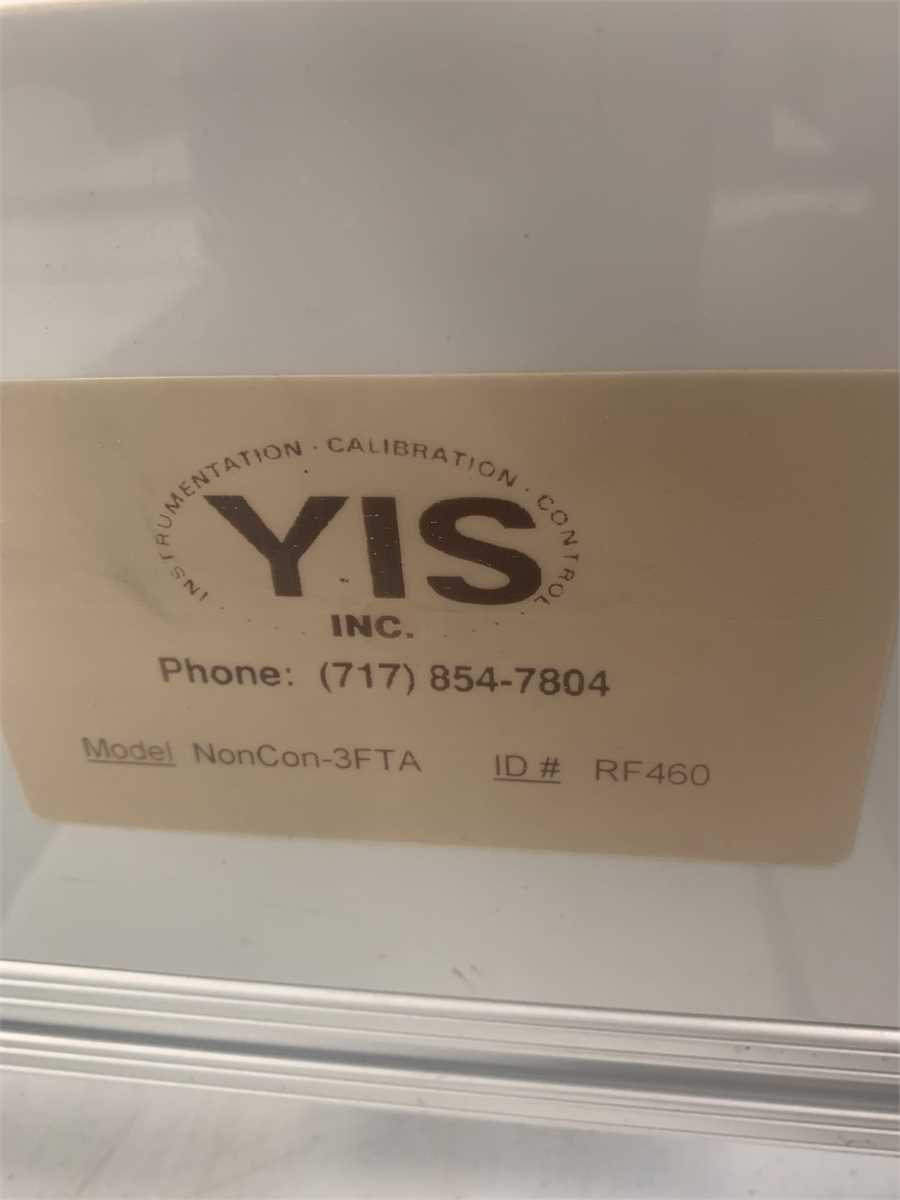 INSTRUMENTATION · CALIBRATION · CONTROL
YIS
INC.
Phone: (717) 854-7804
Model NonCon-3FTA ID # RF460